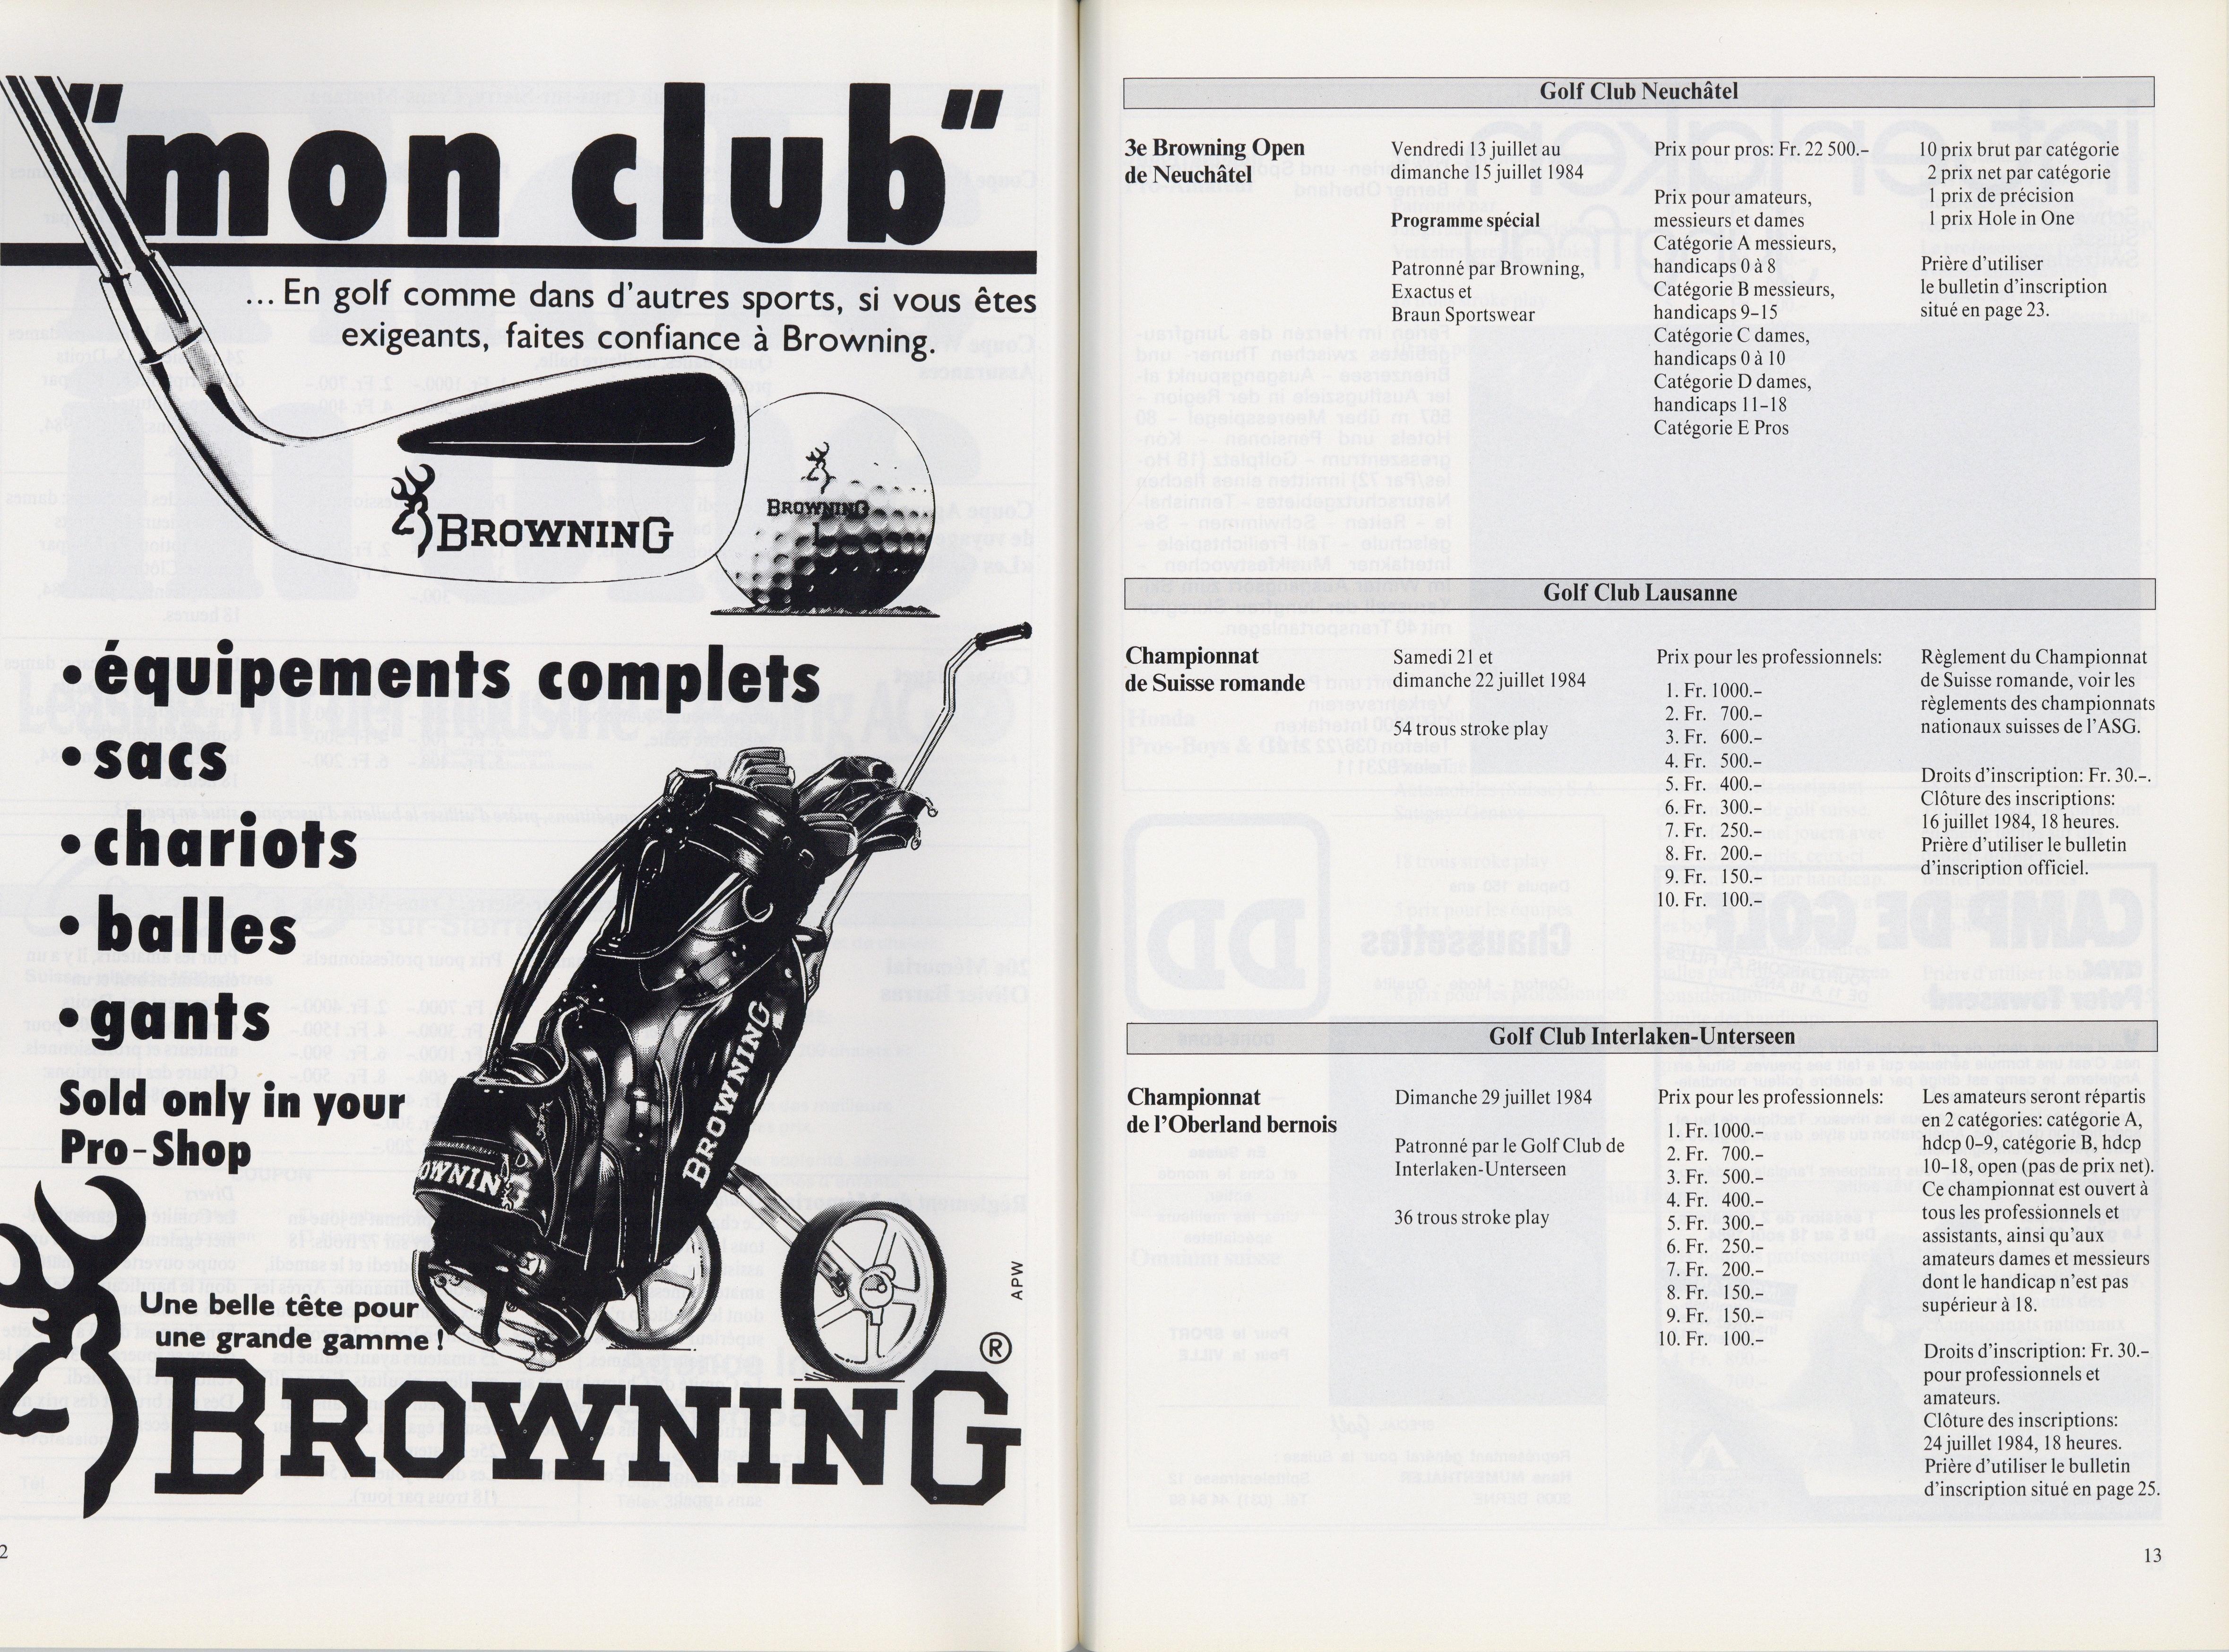 "mon club"
... En golf comme dans d'autres sports, si vous êtes
exigeants, faites confiance à Browning.
BROWNING
BROWNING
1
• équipements complets
• sacs
• chariots
• balles
• gants
Sold only in your
Pro-Shop
BROWNING
OWNING
Une belle tête pour
une grande gamme !
APW
®
BROWNING
2
Golf Club Neuchâtel
3e Browning Open
de Neuchâtel
Vendredi 13 juillet au
dimanche 15 juillet 1984
Programme spécial
Patronné par Browning,
Exactus et
Braun Sportswear
Prix pour pros: Fr. 22 500.–
Prix pour amateurs,
messieurs et dames
Catégorie A messieurs,
handicaps 0 à 8
Catégorie B messieurs,
handicaps 9–15
Catégorie C dames,
handicaps 0 à 10
Catégorie D dames,
handicaps 11–18
Catégorie E Pros
10 prix brut par catégorie
2 prix net par catégorie
1 prix de précision
1 prix Hole in One
Prière d'utiliser
le bulletin d'inscription
situé en page 23.
Golf Club Lausanne
Championnat
de Suisse romande
Samedi 21 et
dimanche 22 juillet 1984
54 trous stroke play
Prix pour les professionnels:
1. Fr. 1000.–
2. Fr. 700.–
3. Fr. 600.–
4. Fr. 500.–
5. Fr. 400.–
6. Fr. 300.–
7. Fr. 250.–
8. Fr. 200.–
9. Fr. 150.–
10. Fr. 100.–
Règlement du Championnat
de Suisse romande, voir les
règlements des championnats
nationaux suisses de l'ASG.
Droits d'inscription: Fr. 30.–.
Clôture des inscriptions:
16 juillet 1984, 18 heures.
Prière d'utiliser le bulletin
d'inscription officiel.
Golf Club Interlaken-Unterseen
Championnat
de l'Oberland bernois
Dimanche 29 juillet 1984
Patronné par le Golf Club de
Interlaken-Unterseen
36 trous stroke play
Prix pour les professionnels:
1. Fr. 1000.–
2. Fr. 700.–
3. Fr. 500.–
4. Fr. 400.–
5. Fr. 300.–
6. Fr. 250.–
7. Fr. 200.–
8. Fr. 150.–
9. Fr. 150.–
10. Fr. 100.–
Les amateurs seront répartis
en 2 catégories: catégorie A,
hdcp 0–9, catégorie B, hdcp
10–18, open (pas de prix net).
Ce championnat est ouvert à
tous les professionnels et
assistants, ainsi qu'aux
amateurs dames et messieurs
dont le handicap n'est pas
supérieur à 18.
Droits d'inscription: Fr. 30.–
pour professionnels et
amateurs.
Clôture des inscriptions:
24 juillet 1984, 18 heures.
Prière d'utiliser le bulletin
d'inscription situé en page 25.
13